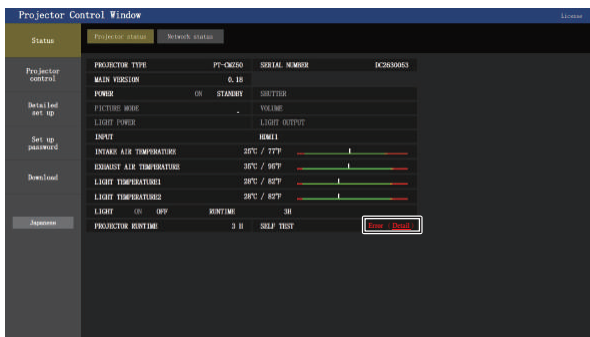 Projector Control Window
License
Status
Projector status Network status
Projector control
Detailed set up
Set up password
Download
Japanese
PROJECTOR TYPE PT-CMZ50 SERIAL NUMBER DC2630053
MAIN VERSION 0.18
POWER ON STANDBY SHUTTER
PICTURE MODE - VOLUME
LIGHT POWER LIGHT OUTPUT
INPUT HDMI1
INTAKE AIR TEMPERATURE 25°C / 77°F
EXHAUST AIR TEMPERATURE 35°C / 95°F
LIGHT TEMPERATURE1 28°C / 82°F
LIGHT TEMPERATURE2 28°C / 82°F
LIGHT ON OFF RUNTIME 3H
PROJECTOR RUNTIME 3 H SELF TEST Error (Detail)